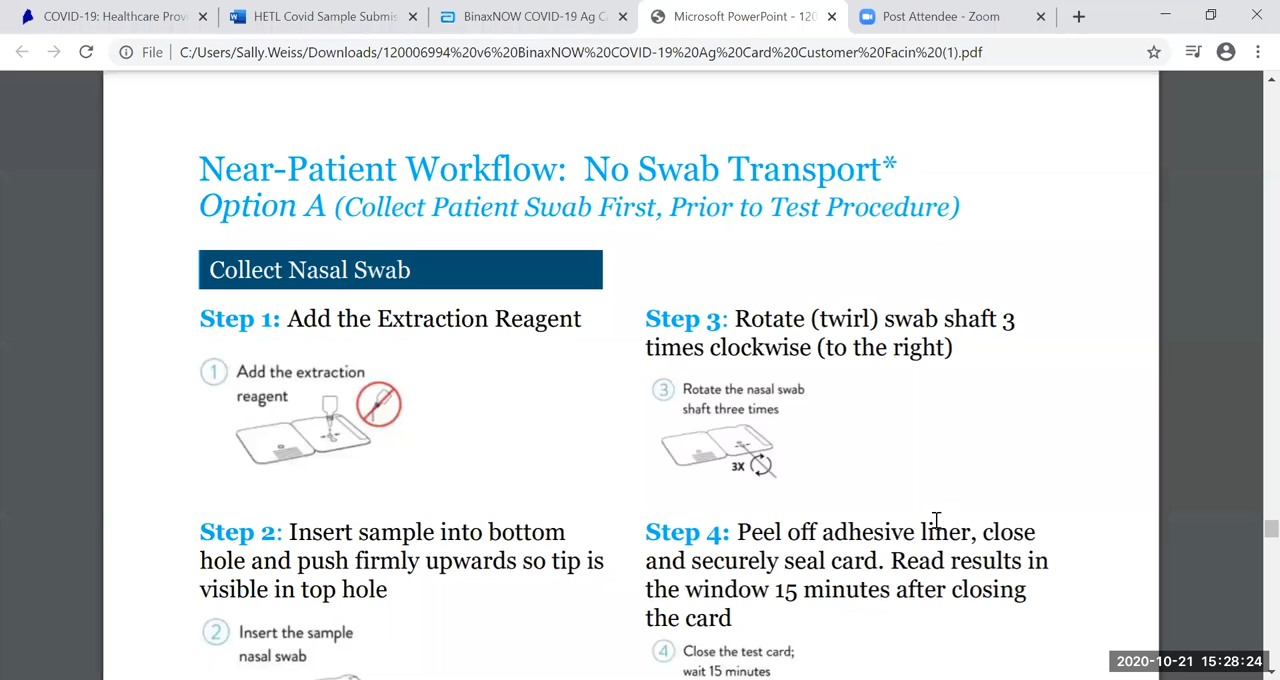 COVID-19: Healthcare Prov
HETL Covid Sample Submis
BinaxNOW COVID-19 Ag C
Microsoft PowerPoint - 120
Post Attendee - Zoom
File
C:/Users/Sally.Weiss/Downloads/120006994%20v6%20BinaxNOW%20COVID-19%20Ag%20Card%20Customer%20Facin%20(1).pdf
Near-Patient Workflow: No Swab Transport*
Option A (Collect Patient Swab First, Prior to Test Procedure)
Collect Nasal Swab
Step 1: Add the Extraction Reagent
1 Add the extraction
reagent
Step 2: Insert sample into bottom
hole and push firmly upwards so tip is
visible in top hole
2 Insert the sample
nasal swab
Step 3: Rotate (twirl) swab shaft 3
times clockwise (to the right)
3 Rotate the nasal swab
shaft three times
3X
Step 4: Peel off adhesive liner, close
and securely seal card. Read results in
the window 15 minutes after closing
the card
4 Close the test card;
wait 15 minutes
2020-10-21 15:28:24